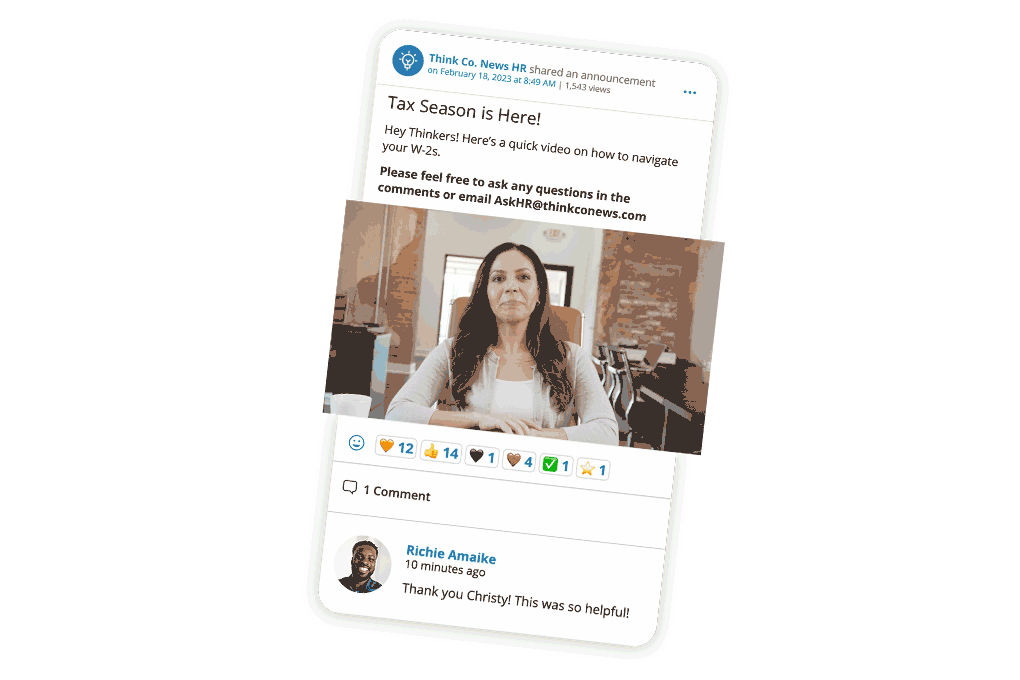 Think Co. News HR shared an announcement
on February 18, 2023 at 8:49 AM | 1,543 views
Tax Season is Here!
Hey Thinkers! Here's a quick video on how to navigate
your W-2s.
Please feel free to ask any questions in the
comments or email AskHR@thinkconews.com
12 14 1 4 1 1
1 Comment
Richie Amaike
10 minutes ago
Thank you Christy! This was so helpful!